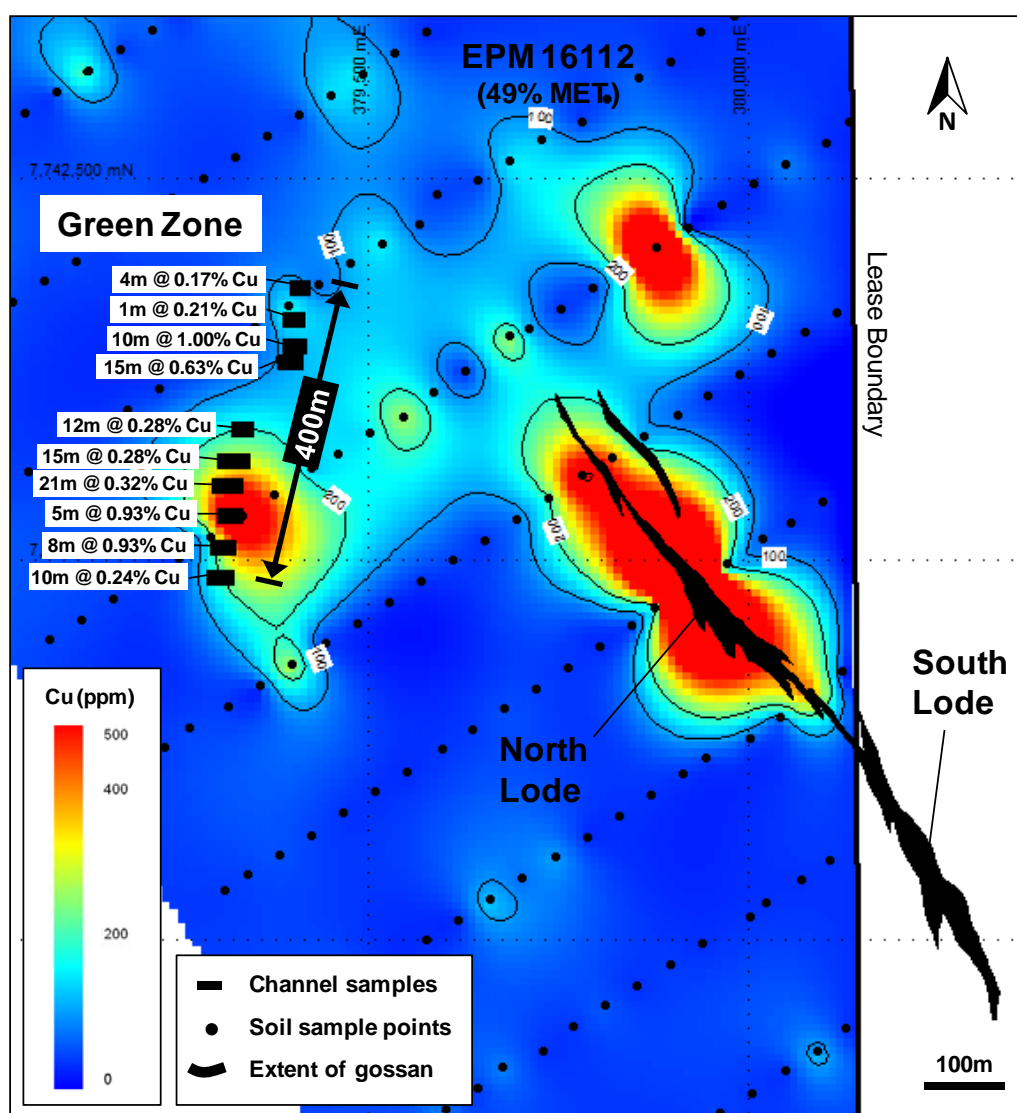 EPM 16112
(49% MET.)
379,500 mE
380,000 mE
N
7,742,500 mN
100
Green Zone
100
200
100
4m @ 0.17% Cu
1m @ 0.21% Cu
10m @ 1.00% Cu
15m @ 0.63% Cu
Lease Boundary
400m
12m @ 0.28% Cu
15m @ 0.28% Cu
21m @ 0.32% Cu
5m @ 0.93% Cu
8m @ 0.93% Cu
10m @ 0.24% Cu
200
200
200
100
100
South
Lode
North
Lode
Cu (ppm)
500
400
200
0
Channel samples
Soil sample points
Extent of gossan
100m